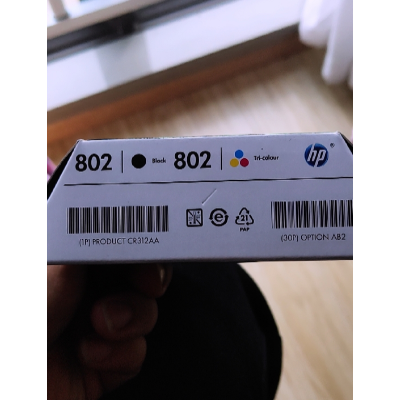 802 Black 802 Tri-colour hp
(1P) PRODUCT CR312AA
21
PAP
(30P) OPTION AB2